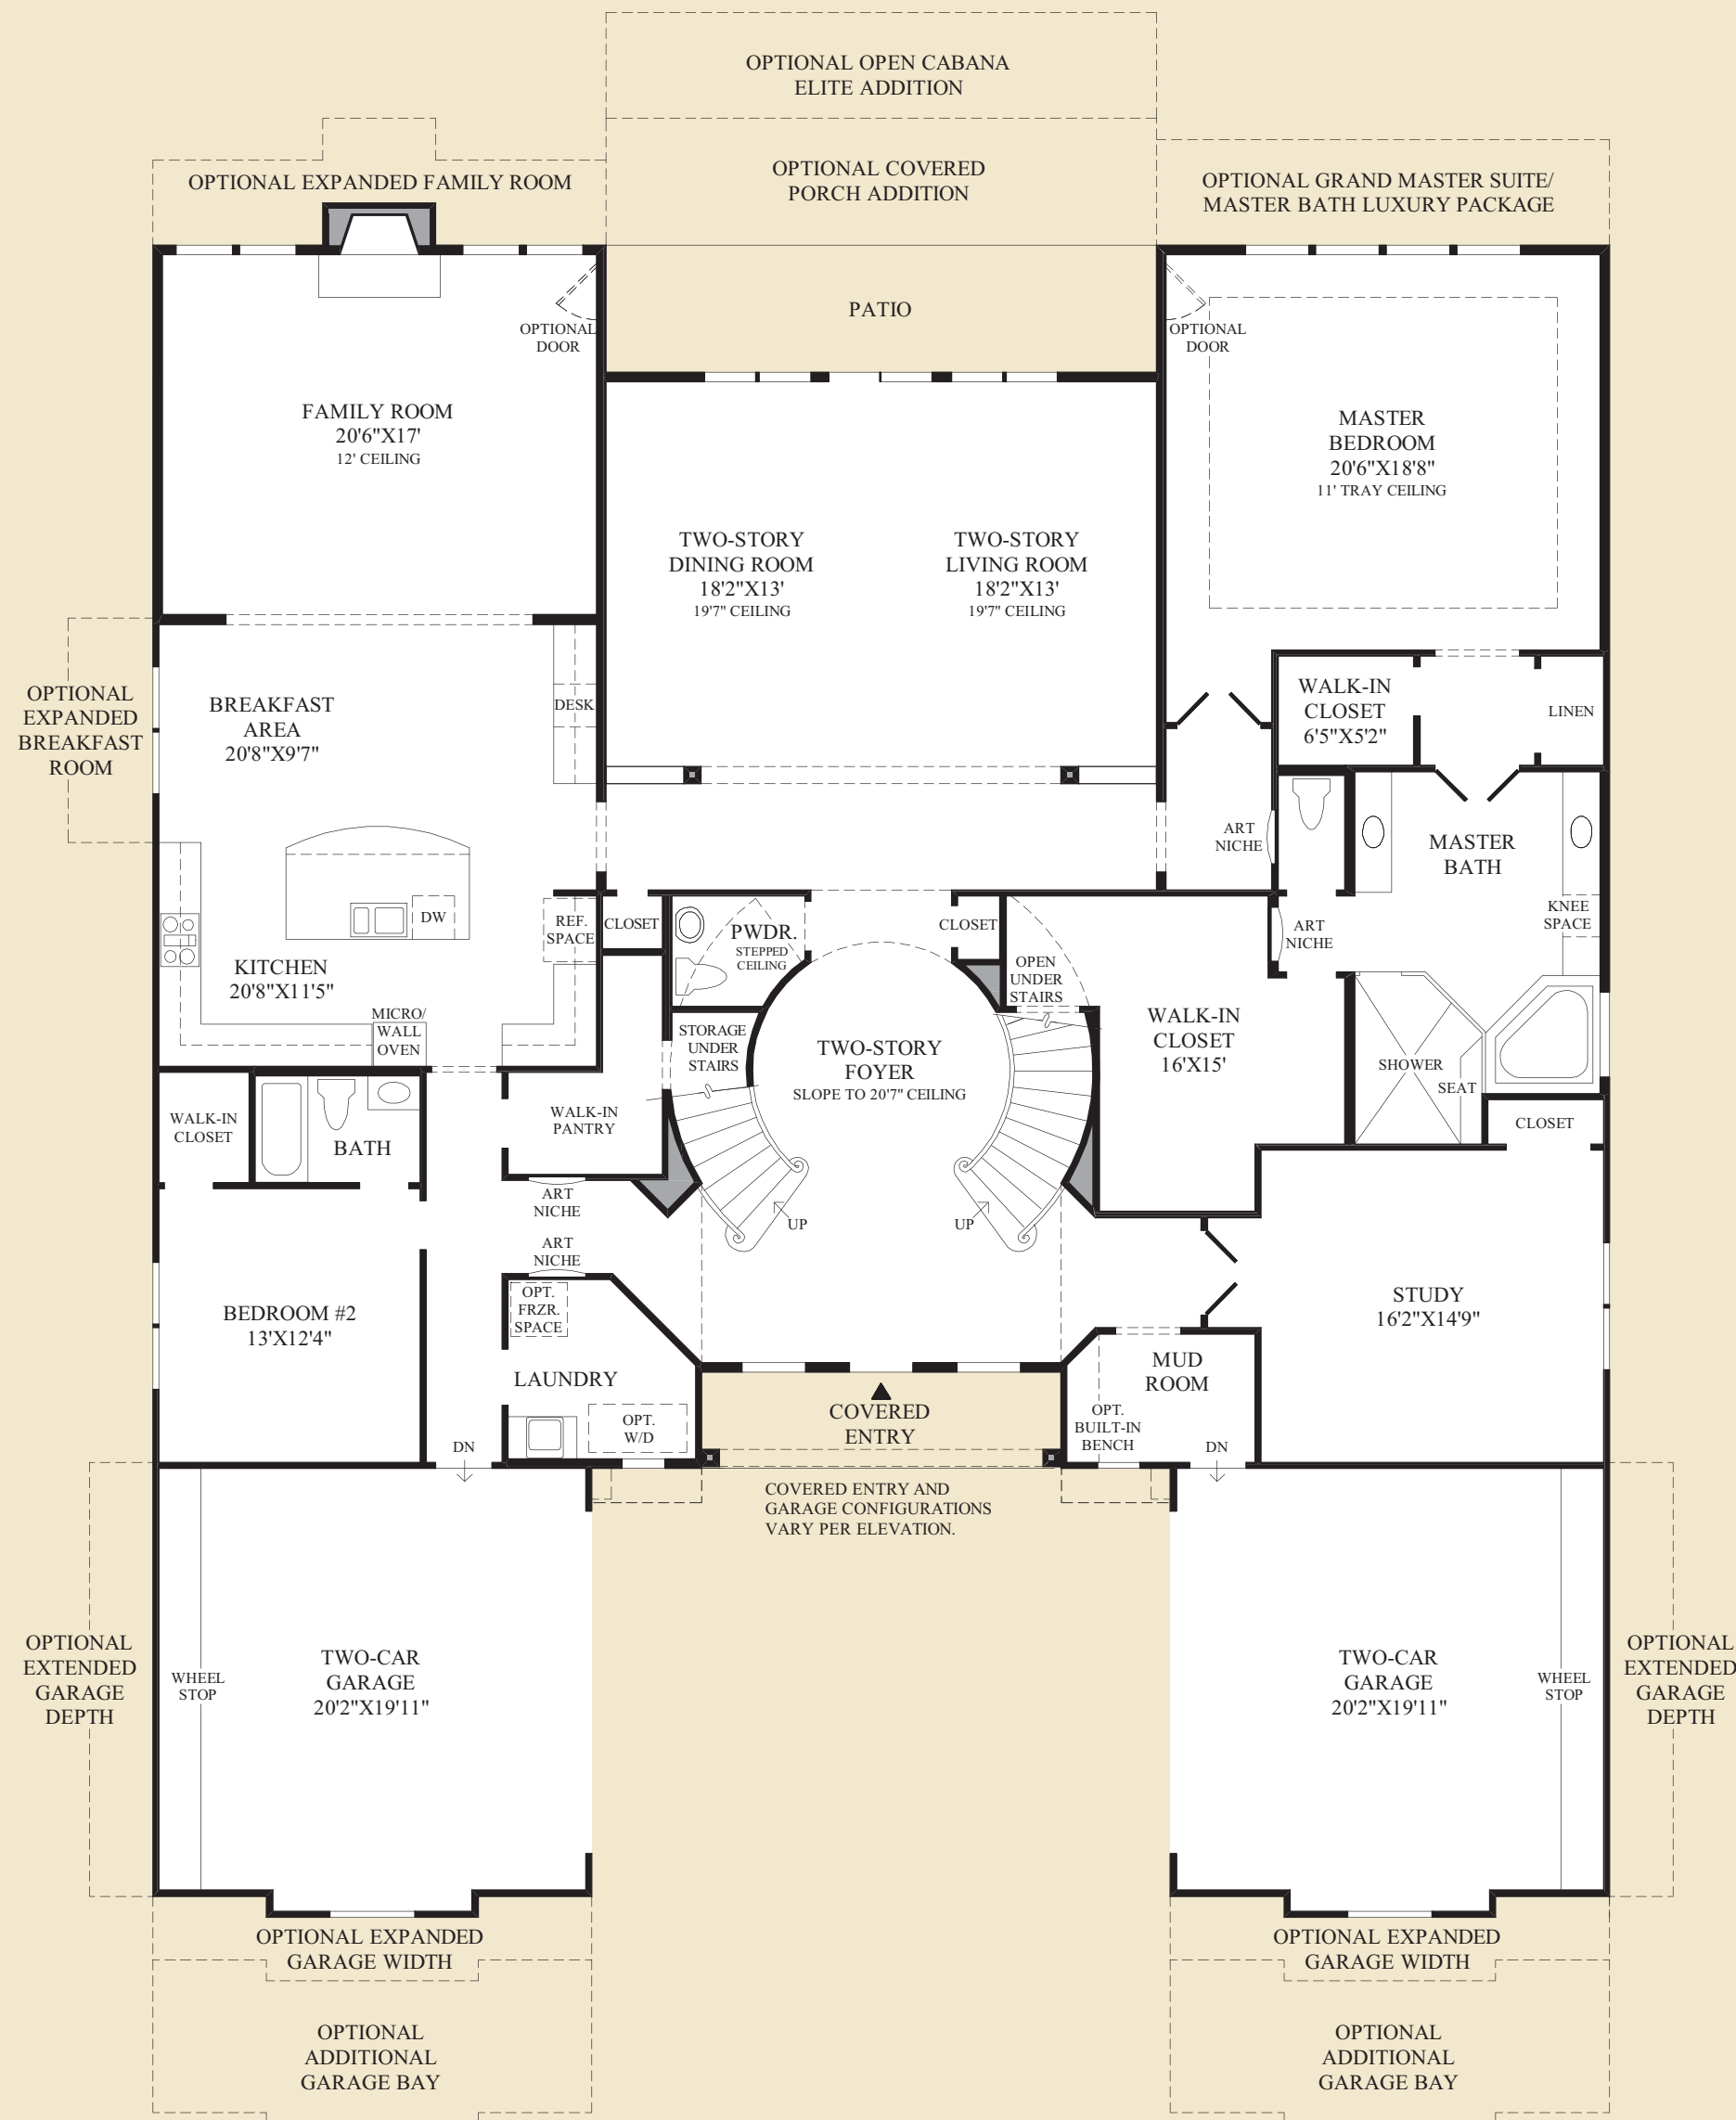 OPTIONAL OPEN CABANA
ELITE ADDITION
OPTIONAL COVERED
PORCH ADDITION
OPTIONAL EXPANDED FAMILY ROOM
OPTIONAL GRAND MASTER SUITE/
MASTER BATH LUXURY PACKAGE
PATIO
OPTIONAL
DOOR
OPTIONAL
DOOR
FAMILY ROOM
20'6"X17'
12' CEILING
MASTER
BEDROOM
20'6"X18'8"
11' TRAY CEILING
TWO-STORY
DINING ROOM
18'2"X13'
19'7" CEILING
TWO-STORY
LIVING ROOM
18'2"X13'
19'7" CEILING
OPTIONAL
EXPANDED
BREAKFAST
ROOM
BREAKFAST
AREA
20'8"X9'7"
DESK
WALK-IN
CLOSET
6'5"X5'2"
LINEN
ART
NICHE
MASTER
BATH
KNEE
SPACE
DW
REF.
SPACE
CLOSET
PWDR.
STEPPED
CEILING
CLOSET
ART
NICHE
KITCHEN
20'8"X11'5"
OPEN
UNDER
STAIRS
MICRO/
WALL
OVEN
STORAGE
UNDER
STAIRS
TWO-STORY
FOYER
SLOPE TO 20'7" CEILING
WALK-IN
CLOSET
16'X15'
SHOWER
SEAT
WALK-IN
CLOSET
BATH
WALK-IN
PANTRY
CLOSET
ART
NICHE
UP
UP
ART
NICHE
OPT.
FRZR.
SPACE
BEDROOM #2
13'X12'4"
STUDY
16'2"X14'9"
LAUNDRY
MUD
ROOM
OPT.
W/D
COVERED
ENTRY
OPT.
BUILT-IN
BENCH
DN
DN
COVERED ENTRY AND
GARAGE CONFIGURATIONS
VARY PER ELEVATION.
OPTIONAL
EXTENDED
GARAGE
DEPTH
WHEEL
STOP
TWO-CAR
GARAGE
20'2"X19'11"
TWO-CAR
GARAGE
20'2"X19'11"
WHEEL
STOP
OPTIONAL
EXTENDED
GARAGE
DEPTH
OPTIONAL EXPANDED
GARAGE WIDTH
OPTIONAL EXPANDED
GARAGE WIDTH
OPTIONAL
ADDITIONAL
GARAGE BAY
OPTIONAL
ADDITIONAL
GARAGE BAY